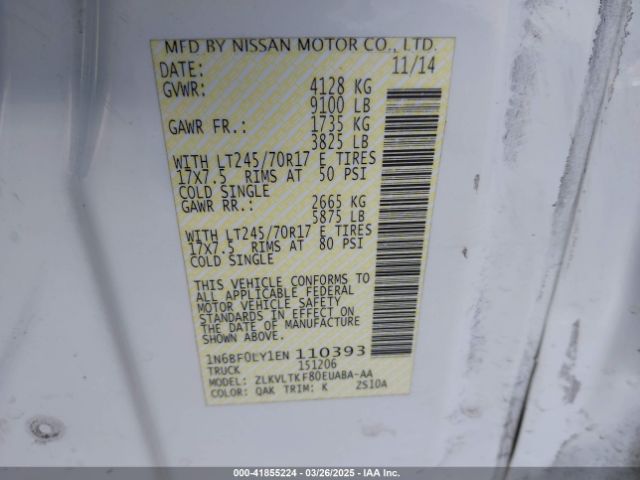 MFD BY NISSAN MOTOR CO., LTD.
DATE: 11/14
GVWR: 4128 KG
9100 LB
GAWR FR.: 1735 KG
3825 LB
WITH LT245/70R17 E TIRES
17X7.5 RIMS AT 50 PSI
COLD SINGLE
GAWR RR.: 2665 KG
5875 LB
WITH LT245/70R17 E TIRES
17X7.5 RIMS AT 80 PSI
COLD SINGLE
THIS VEHICLE CONFORMS TO
ALL APPLICABLE FEDERAL
MOTOR VEHICLE SAFETY
STANDARDS IN EFFECT ON
THE DATE OF MANUFACTURE
SHOWN ABOVE.
1N6BF0LY1EN 110393
TRUCK 151206
MODEL: ZLKVLTKF80EUABA-AA
COLOR: QAK TRIM: K ZS10A
000-41855224 | 03/26/2025 - IAA Inc.